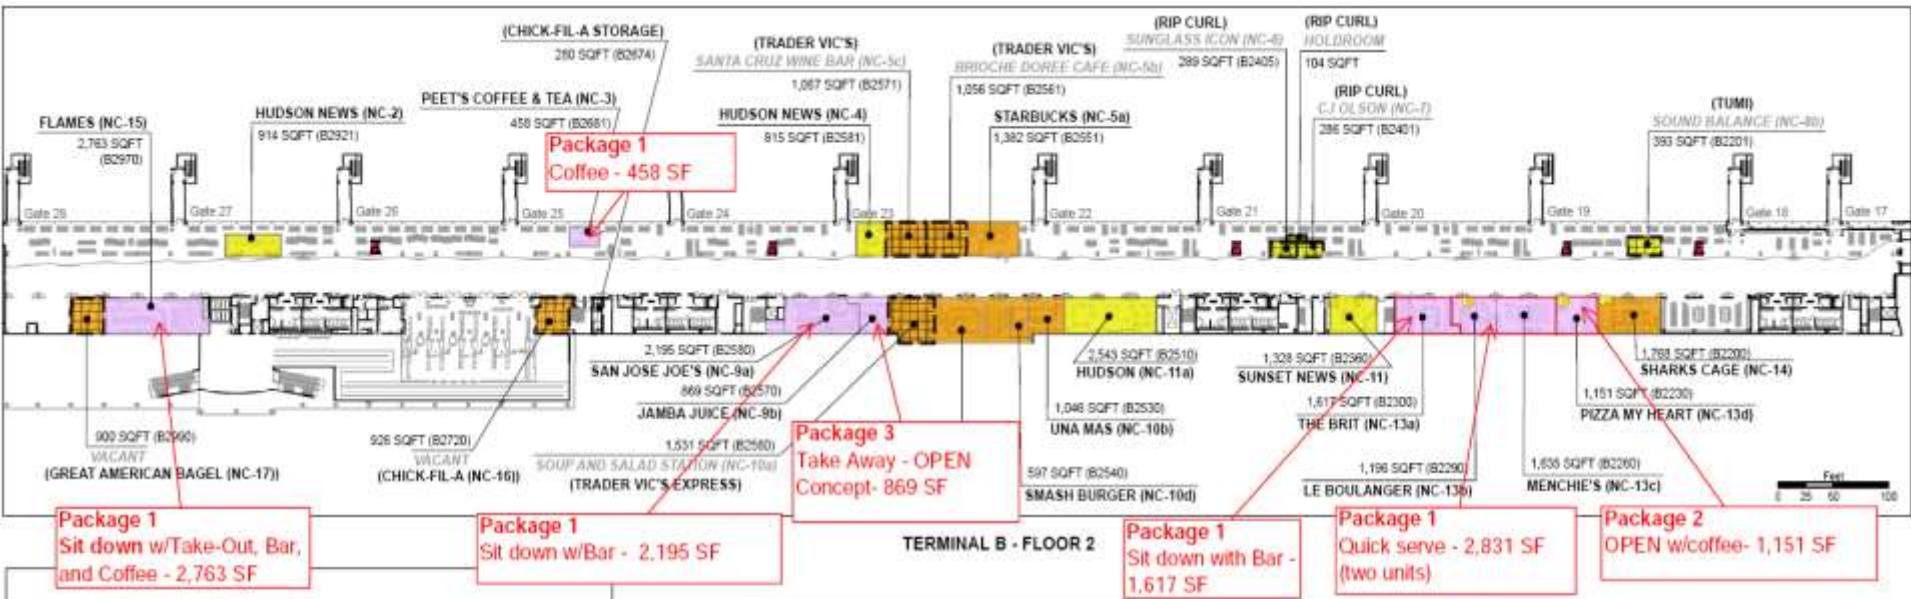 (CHICK-FIL-A STORAGE)
280 SQFT (B2674)
(TRADER VIC'S)
SANTA CRUZ WINE BAR (NC-5c)
1,067 SQFT (B2571)
(TRADER VIC'S)
BRIOCHE DOREE CAFE (NC-5b)
1,056 SQFT (B2561)
(RIP CURL)
SUNGLASS ICON (NC-6)
289 SQFT (B2405)
(RIP CURL)
HOLDROOM
104 SQFT
(RIP CURL)
CJ OLSON (NC-7)
286 SQFT (B2401)
(TUMI)
SOUND BALANCE (NC-8b)
393 SQFT (B2201)
FLAMES (NC-15)
2,763 SQFT
(B2970)
HUDSON NEWS (NC-2)
914 SQFT (B2921)
PEET'S COFFEE & TEA (NC-3)
458 SQFT (B2681)
HUDSON NEWS (NC-4)
815 SQFT (B2581)
STARBUCKS (NC-5a)
1,382 SQFT (B2551)
Package 1
Coffee - 458 SF
Gate 28
Gate 27
Gate 26
Gate 25
Gate 24
Gate 23
Gate 22
Gate 21
Gate 20
Gate 19
Gate 18
Gate 17
900 SQFT (B2990)
VACANT
(GREAT AMERICAN BAGEL (NC-17))
926 SQFT (B2720)
VACANT
(CHICK-FIL-A (NC-16))
2,195 SQFT (B2580)
SAN JOSE JOE'S (NC-9a)
869 SQFT (B2570)
JAMBA JUICE (NC-9b)
1,531 SQFT (B2560)
SOUP AND SALAD STATION (NC-10a)
(TRADER VIC'S EXPRESS)
597 SQFT (B2540)
SMASH BURGER (NC-10d)
1,046 SQFT (B2530)
UNA MAS (NC-10b)
2,543 SQFT (B2510)
HUDSON (NC-11a)
1,328 SQFT (B2360)
SUNSET NEWS (NC-11)
1,617 SQFT (B2300)
THE BRIT (NC-13a)
1,196 SQFT (B2290)
LE BOULANGER (NC-13b)
1,635 SQFT (B2260)
MENCHIE'S (NC-13c)
1,151 SQFT (B2230)
PIZZA MY HEART (NC-13d)
1,768 SQFT (B2200)
SHARKS CAGE (NC-14)
Feet
0 25 50 100
Package 1
Sit down w/Take-Out, Bar,
and Coffee - 2,763 SF
Package 1
Sit down w/Bar - 2,195 SF
Package 3
Take Away - OPEN
Concept- 869 SF
Package 1
Sit down with Bar -
1,617 SF
Package 1
Quick serve - 2,831 SF
(two units)
Package 2
OPEN w/coffee- 1,151 SF
TERMINAL B - FLOOR 2